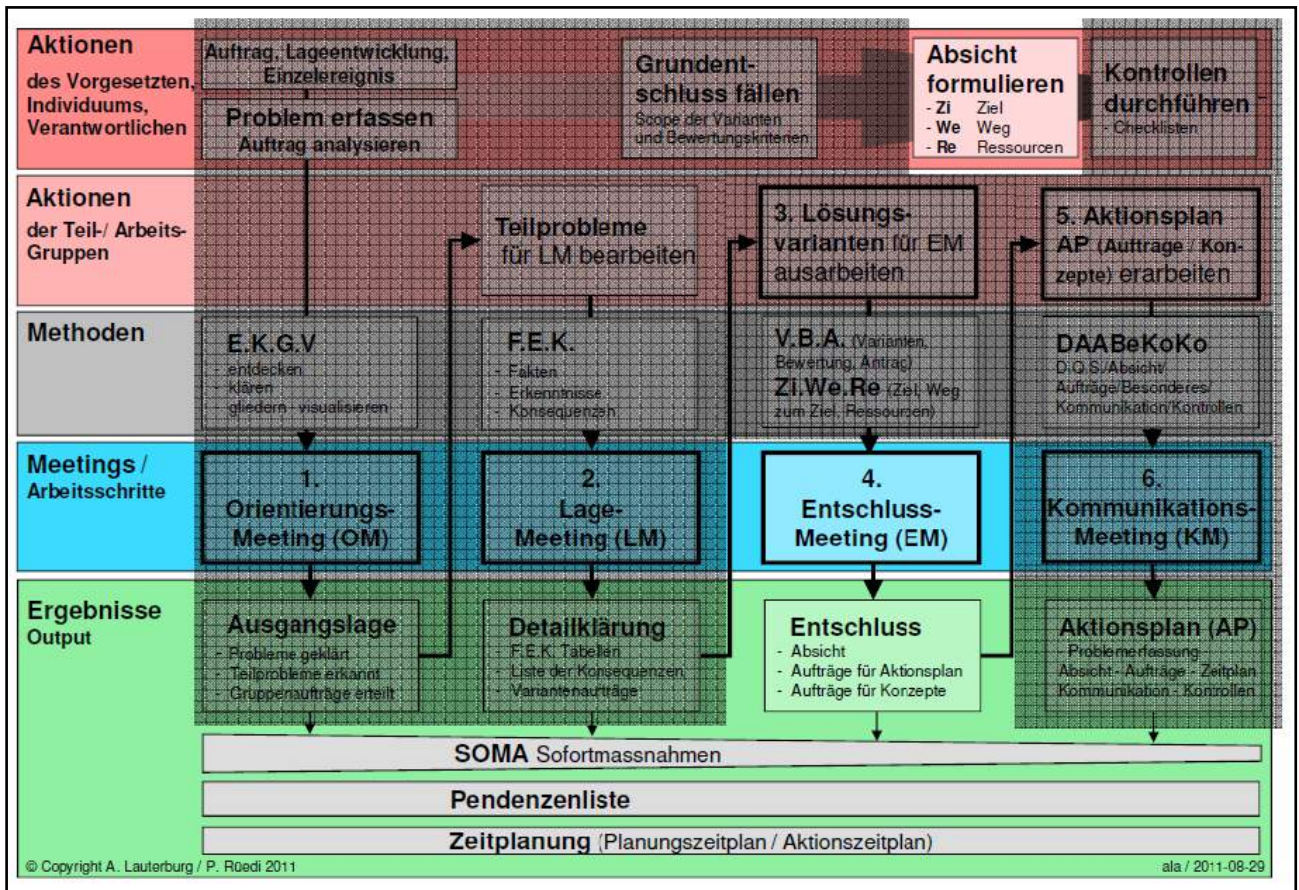 Aktionen
des Vorgesetzten,
Individuums,
Verantwortlichen
Auftrag, Lageentwicklung,
Einzelereignis
Problem erfassen
Auftrag analysieren
Grundent-
schluss fällen
Scope der Varianten
und Bewertungskriterien
Absicht
formulieren
- Zi Ziel
- We Weg
- Re Ressourcen
Kontrollen
durchführen
- Checklisten
Aktionen
der Teil-/ Arbeits-
Gruppen
Teilprobleme
für LM bearbeiten
3. Lösungs-
varianten für EM
ausarbeiten
5. Aktionsplan
AP (Aufträge / Kon-
zepte) erarbeiten
Methoden
E.K.G.V
- entdecken
- klären
- gliedern - visualisieren
F.E.K.
- Fakten
- Erkenntnisse
- Konsequenzen
V.B.A. (Varianten,
Bewertung, Antrag)
Zi.We.Re (Ziel, Weg
zum Ziel, Ressourcen)
DAABeKoKo
D.O.S./Absicht/
Aufträge/Besonderes/
Kommunikation/Kontrollen
Meetings /
Arbeitsschritte
1.
Orientierungs-
Meeting (OM)
2.
Lage-
Meeting (LM)
4.
Entschluss-
Meeting (EM)
6.
Kommunikations-
Meeting (KM)
Ergebnisse
Output
Ausgangslage
- Probleme geklärt
- Teilprobleme erkannt
- Gruppenaufträge erteilt
Detailklärung
- F.E.K. Tabellen
- Liste der Konsequenzen
- Variantenaufträge
Entschluss
- Absicht
- Aufträge für Aktionsplan
- Aufträge für Konzepte
Aktionsplan (AP)
- Problemerfassung
Absicht - Aufträge - Zeitplan
Kommunikation - Kontrollen
SOMA Sofortmassnahmen
Pendenzenliste
Zeitplanung (Planungszeitplan / Aktionszeitplan)
© Copyright A. Lauterburg / P. Rüedi 2011
ala / 2011-08-29